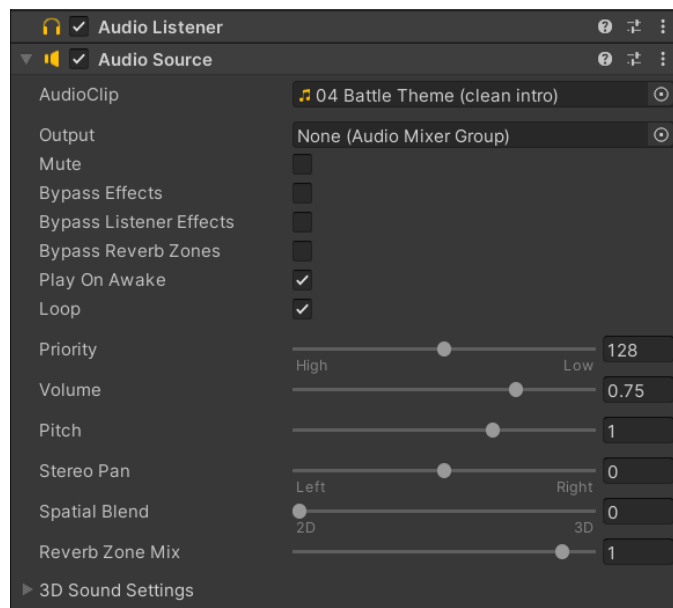 Audio Listener
Audio Source
AudioClip
04 Battle Theme (clean intro)
Output
None (Audio Mixer Group)
Mute
Bypass Effects
Bypass Listener Effects
Bypass Reverb Zones
Play On Awake
Loop
Priority
128
High
Low
Volume
0.75
Pitch
1
Stereo Pan
0
Left
Right
Spatial Blend
0
2D
3D
Reverb Zone Mix
1
3D Sound Settings